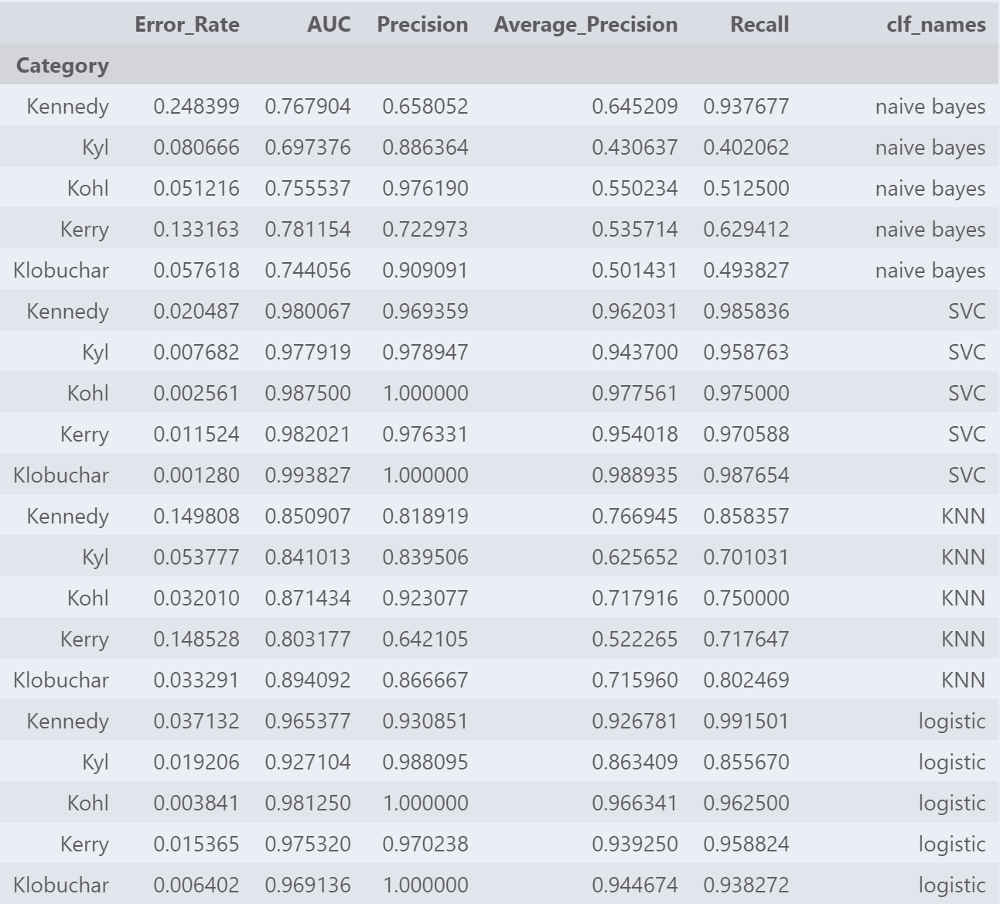 Error_Rate AUC Precision Average_Precision Recall clf_names
Category
Kennedy 0.248399 0.767904 0.658052 0.645209 0.937677 naive bayes
Kyl 0.080666 0.697376 0.886364 0.430637 0.402062 naive bayes
Kohl 0.051216 0.755537 0.976190 0.550234 0.512500 naive bayes
Kerry 0.133163 0.781154 0.722973 0.535714 0.629412 naive bayes
Klobuchar 0.057618 0.744056 0.909091 0.501431 0.493827 naive bayes
Kennedy 0.020487 0.980067 0.969359 0.962031 0.985836 SVC
Kyl 0.007682 0.977919 0.978947 0.943700 0.958763 SVC
Kohl 0.002561 0.987500 1.000000 0.977561 0.975000 SVC
Kerry 0.011524 0.982021 0.976331 0.954018 0.970588 SVC
Klobuchar 0.001280 0.993827 1.000000 0.988935 0.987654 SVC
Kennedy 0.149808 0.850907 0.818919 0.766945 0.858357 KNN
Kyl 0.053777 0.841013 0.839506 0.625652 0.701031 KNN
Kohl 0.032010 0.871434 0.923077 0.717916 0.750000 KNN
Kerry 0.148528 0.803177 0.642105 0.522265 0.717647 KNN
Klobuchar 0.033291 0.894092 0.866667 0.715960 0.802469 KNN
Kennedy 0.037132 0.965377 0.930851 0.926781 0.991501 logistic
Kyl 0.019206 0.927104 0.988095 0.863409 0.855670 logistic
Kohl 0.003841 0.981250 1.000000 0.966341 0.962500 logistic
Kerry 0.015365 0.975320 0.970238 0.939250 0.958824 logistic
Klobuchar 0.006402 0.969136 1.000000 0.944674 0.938272 logistic